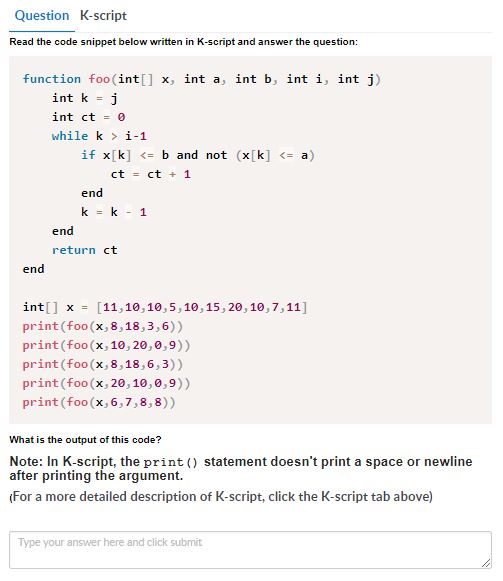 Question K-script
Read the code snippet below written in K-script and answer the question:
function foo(int[] x, int a, int b, int i, int j)
int k = j
int ct = 0
while k > i-1
if x[k] <= b and not (x[k] <= a)
ct = ct + 1
end
k = k - 1
end
return ct
end
int[] x = [11,10,10,5,10,15,20,10,7,11]
print(foo(x,8,18,3,6))
print(foo(x,10,20,0,9))
print(foo(x,8,18,6,3))
print(foo(x,20,10,0,9))
print(foo(x,6,7,8,8))
What is the output of this code?
Note: In K-script, the print() statement doesn't print a space or newline
after printing the argument.
(For a more detailed description of K-script, click the K-script tab above)
Type your answer here and click submit